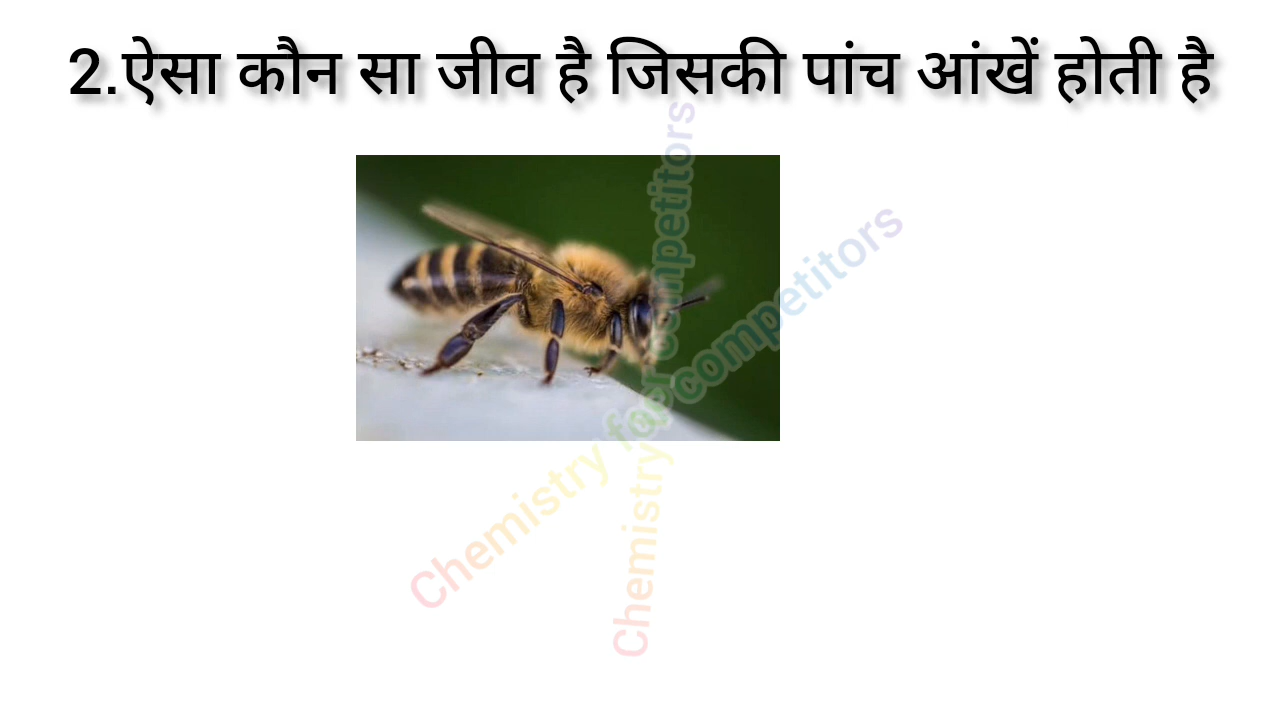 2.ऐसा कौन सा जीव है जिसकी पांच आंखें होती है
Chemistry for competitors
Chemistry for competitors